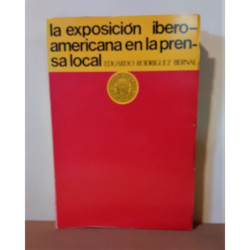 la exposición ibero-
americana en la pren-
sa local EDUARDO RODRIGUEZ BERNAL